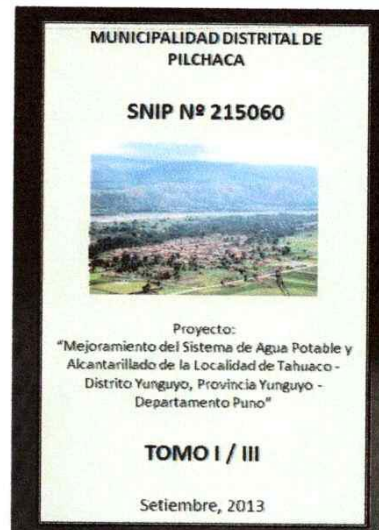 MUNICIPALIDAD DISTRITAL DE
PILCHACA
SNIP Nº 215060
Proyecto:
"Mejoramiento del Sistema de Agua Potable y
Alcantarillado de la Localidad de Tahuaco -
Distrito Yunguyo, Provincia Yunguyo -
Departamento Puno"
TOMO I / III
Setiembre, 2013